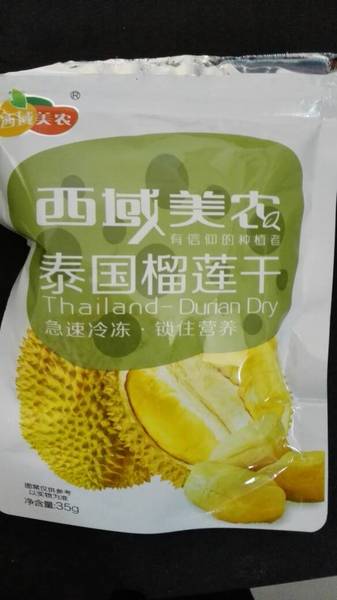 西域美农
®
西域美农
有信仰的种植者
泰国榴莲干
Thailand-Durian Dry
急速冷冻·锁住营养
图案仅供参考
以实物为准
净含量:35g